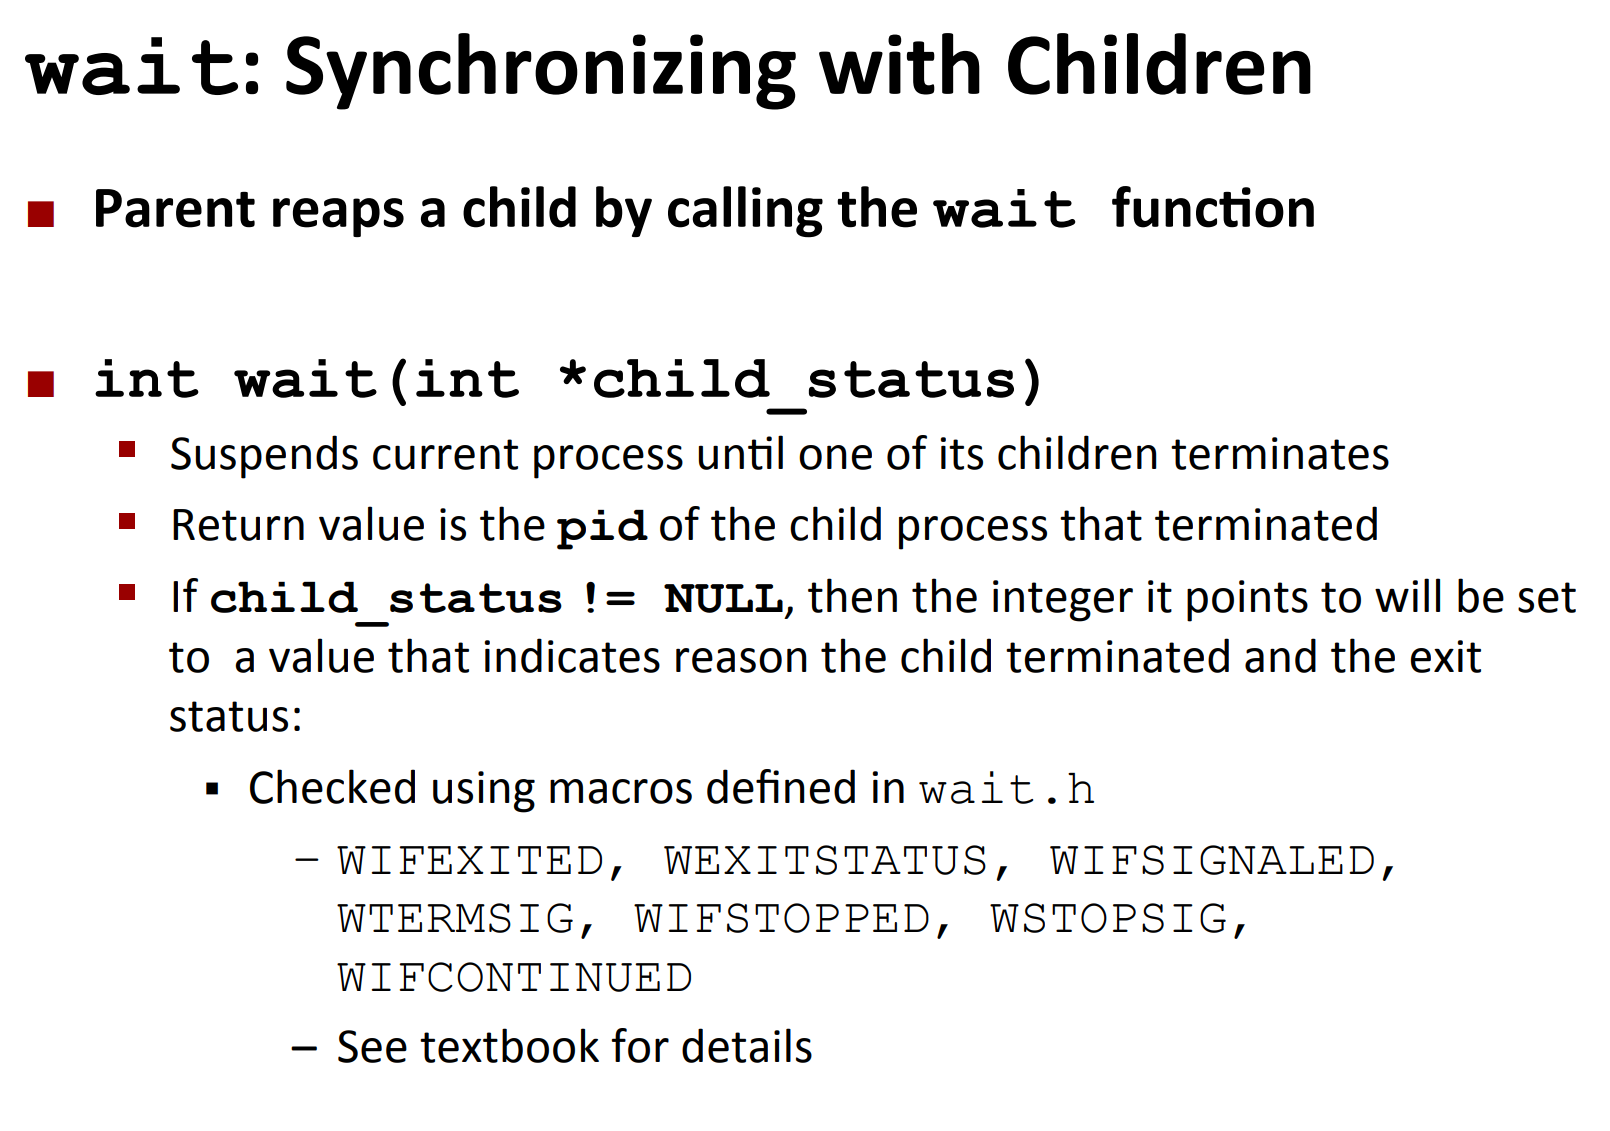 wait: Synchronizing with Children
■ Parent reaps a child by calling the wait function
■ int wait(int *child_status)
▪ Suspends current process until one of its children terminates
▪ Return value is the pid of the child process that terminated
▪ If child_status != NULL, then the integer it points to will be set
to a value that indicates reason the child terminated and the exit
status:
▪ Checked using macros defined in wait.h
– WIFEXITED, WEXITSTATUS, WIFSIGNALED,
WTERMSIG, WIFSTOPPED, WSTOPSIG,
WIFCONTINUED
– See textbook for details